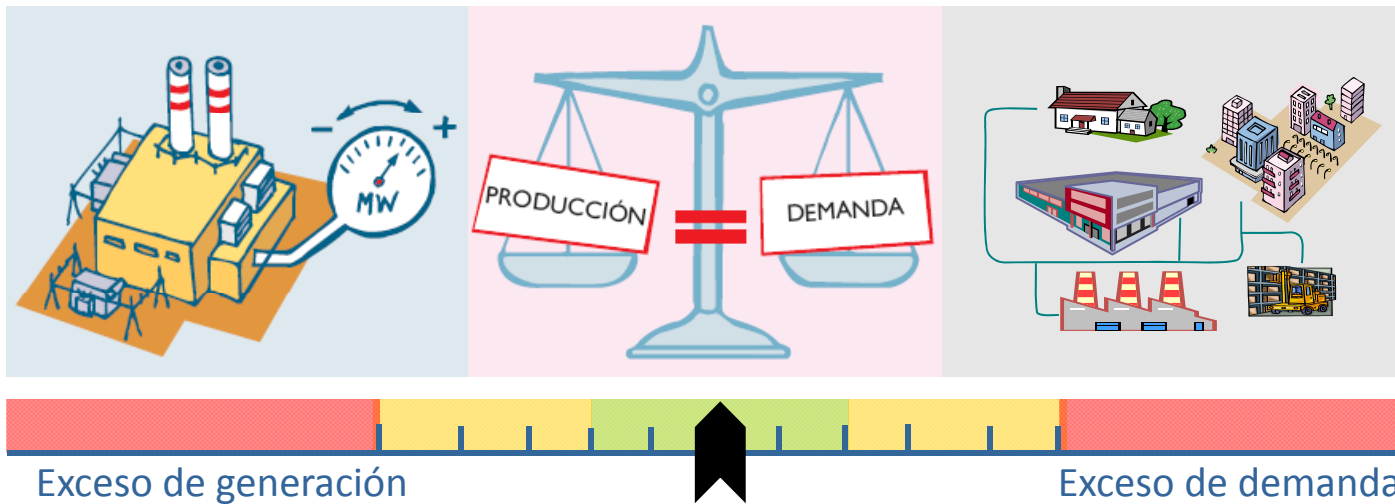 - +
MW
PRODUCCIÓN
=
DEMANDA
Exceso de generación
Exceso de demanda